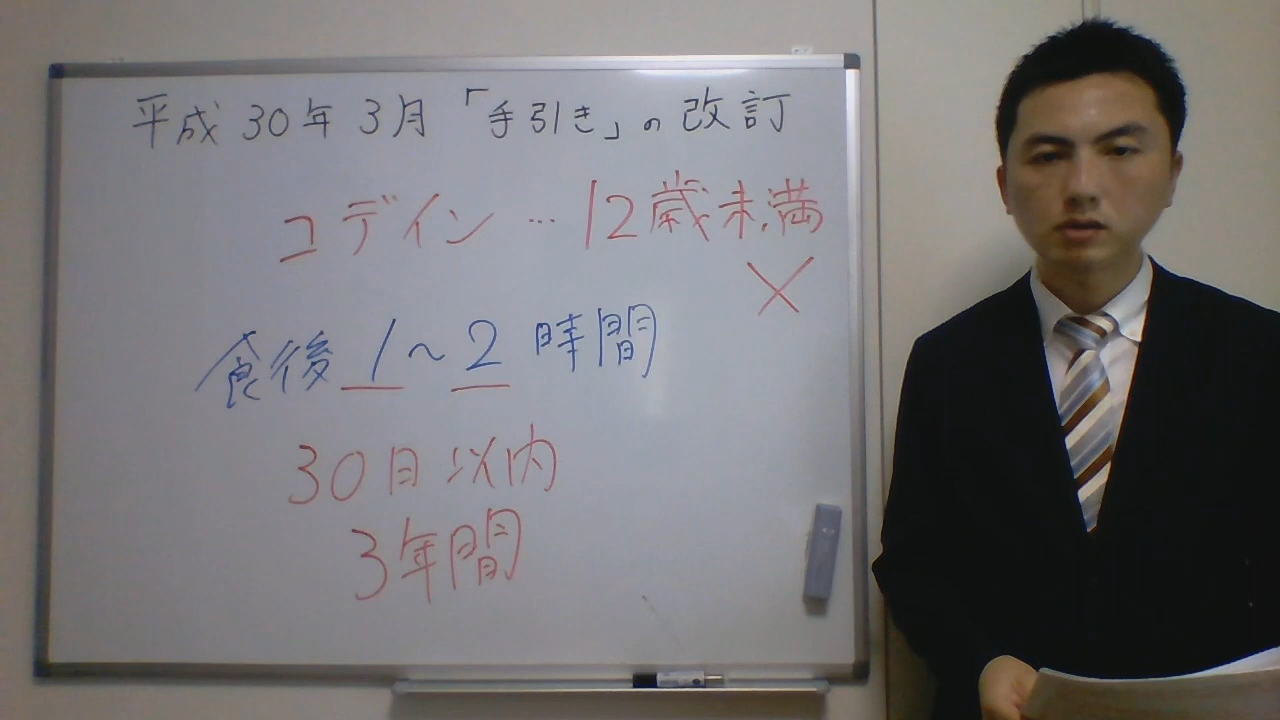 平成30年3月「手引き」の改訂
コデイン…12歳未満
×
食後1～2時間
30日以内
3年間